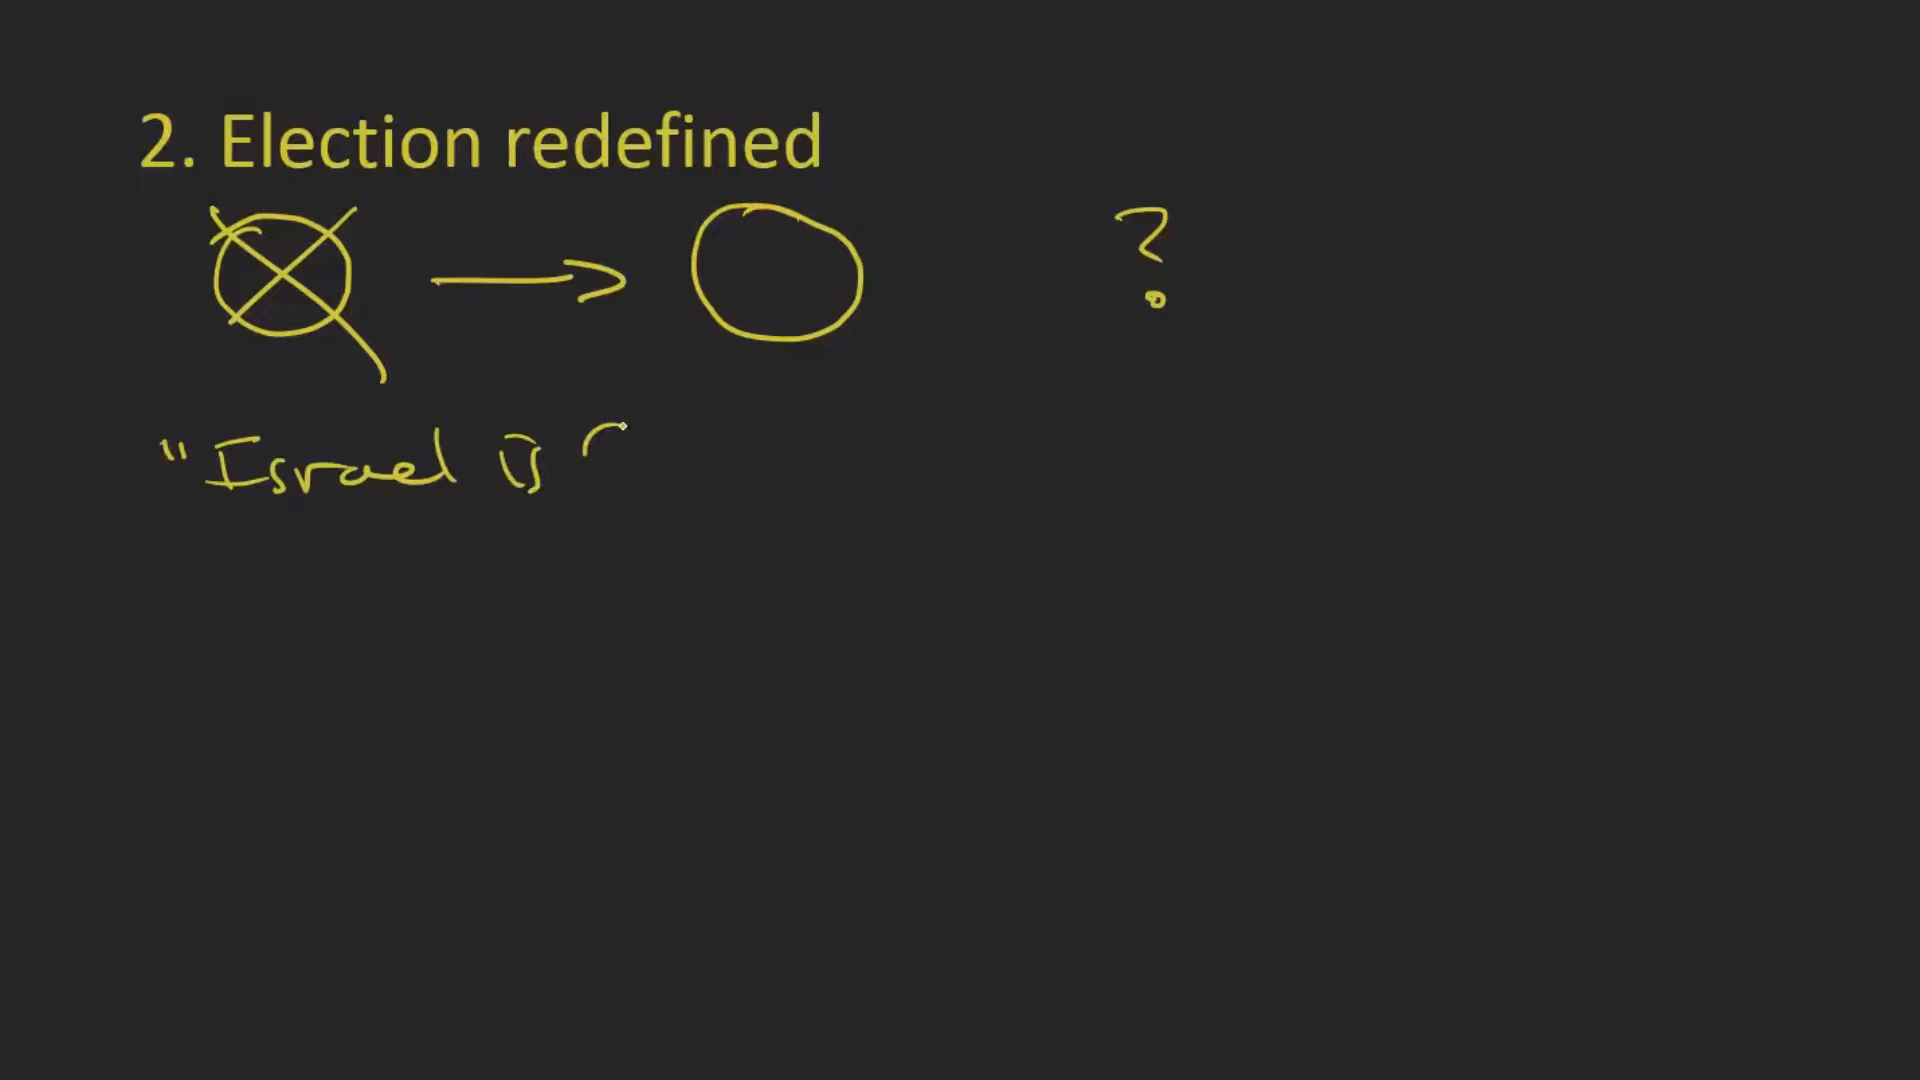 2. Election redefined
?
"Israel is